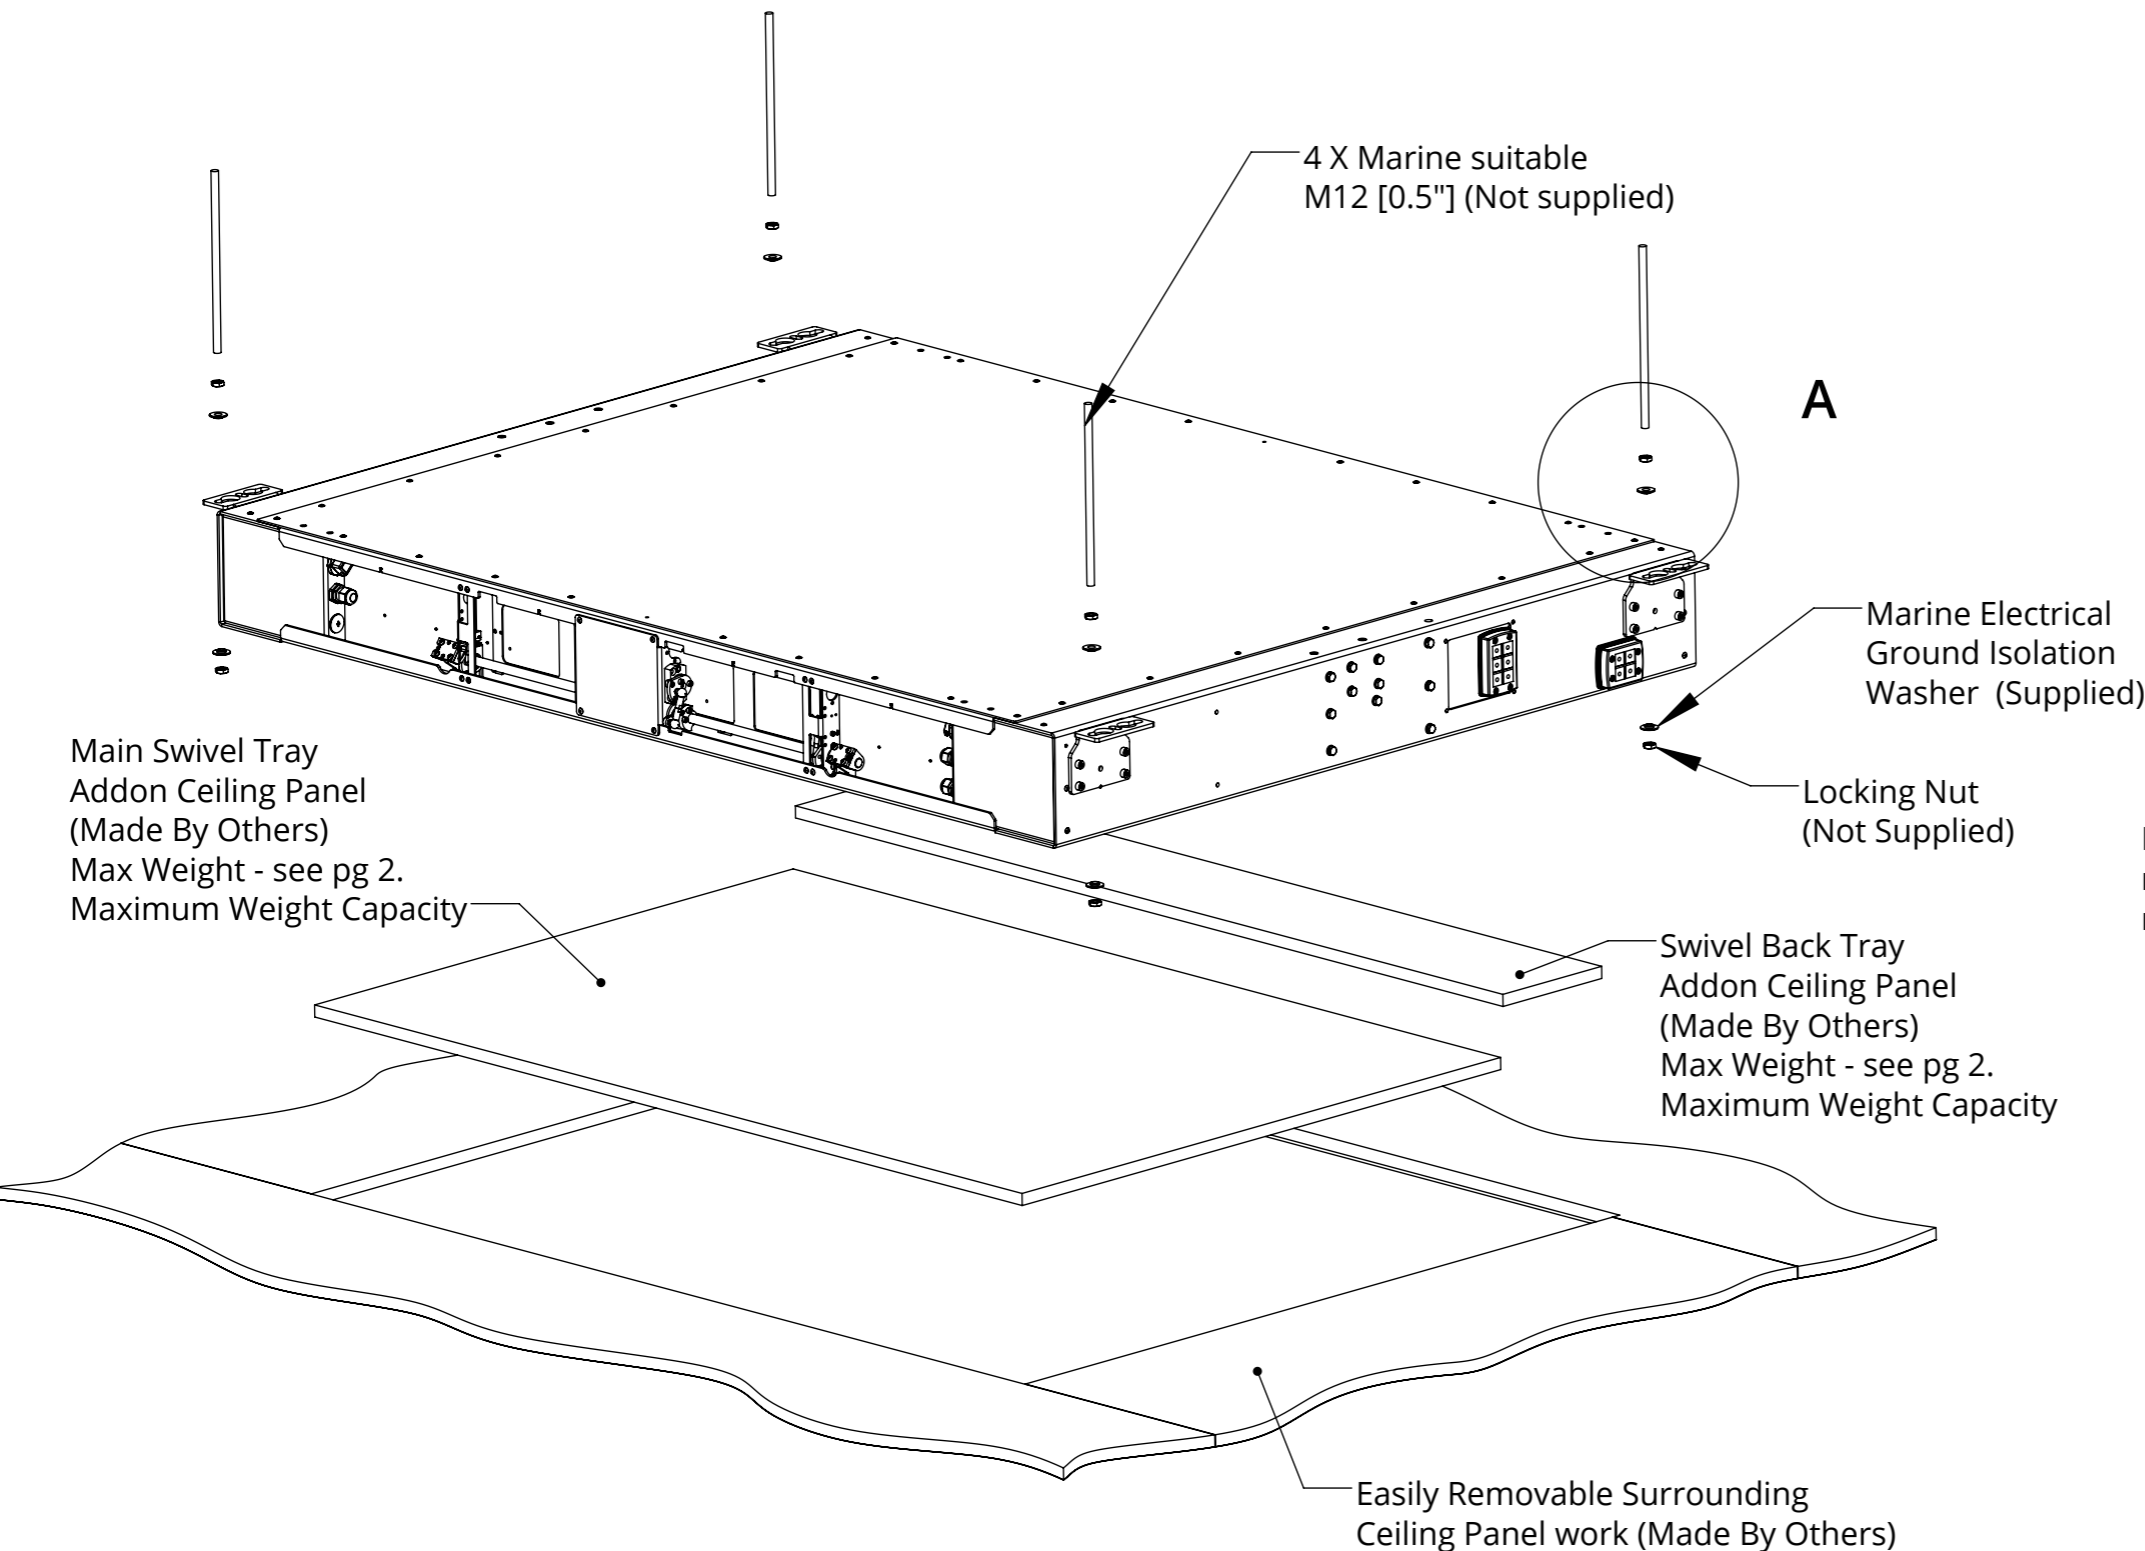 4 X Marine suitable
M12 [0.5"] (Not supplied)
A
Marine Electrical
Ground Isolation
Washer (Supplied)
Locking Nut
(Not Supplied)
Main Swivel Tray
Addon Ceiling Panel
(Made By Others)
Max Weight - see pg 2.
Maximum Weight Capacity
Swivel Back Tray
Addon Ceiling Panel
(Made By Others)
Max Weight - see pg 2.
Maximum Weight Capacity
Easily Removable Surrounding
Ceiling Panel work (Made By Others)